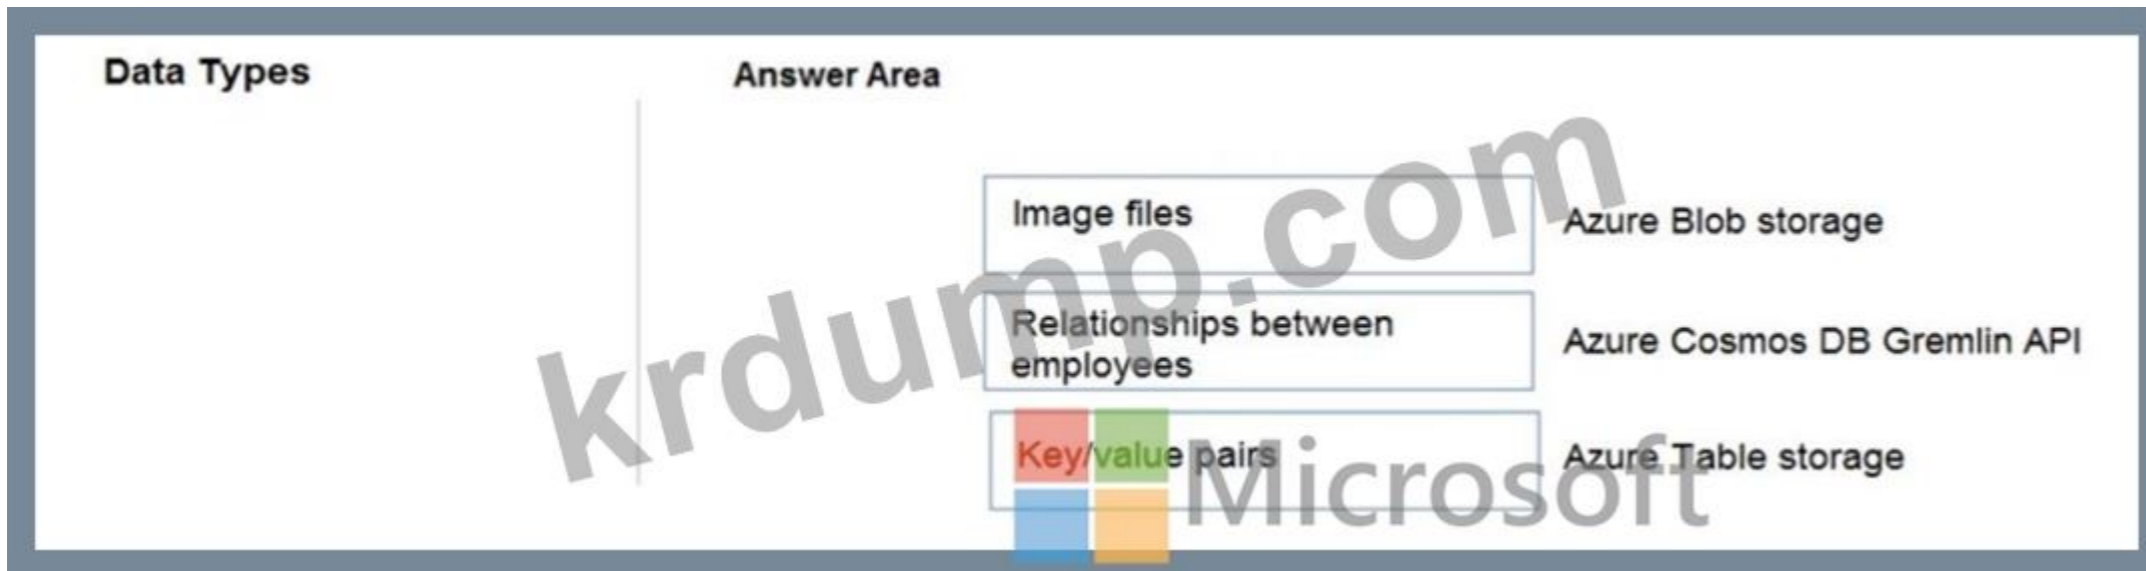 Data Types
Answer Area
Image files
Azure Blob storage
Relationships between
employees
Azure Cosmos DB Gremlin API
Key/value pairs
Azure Table storage
krdump.com
Microsoft